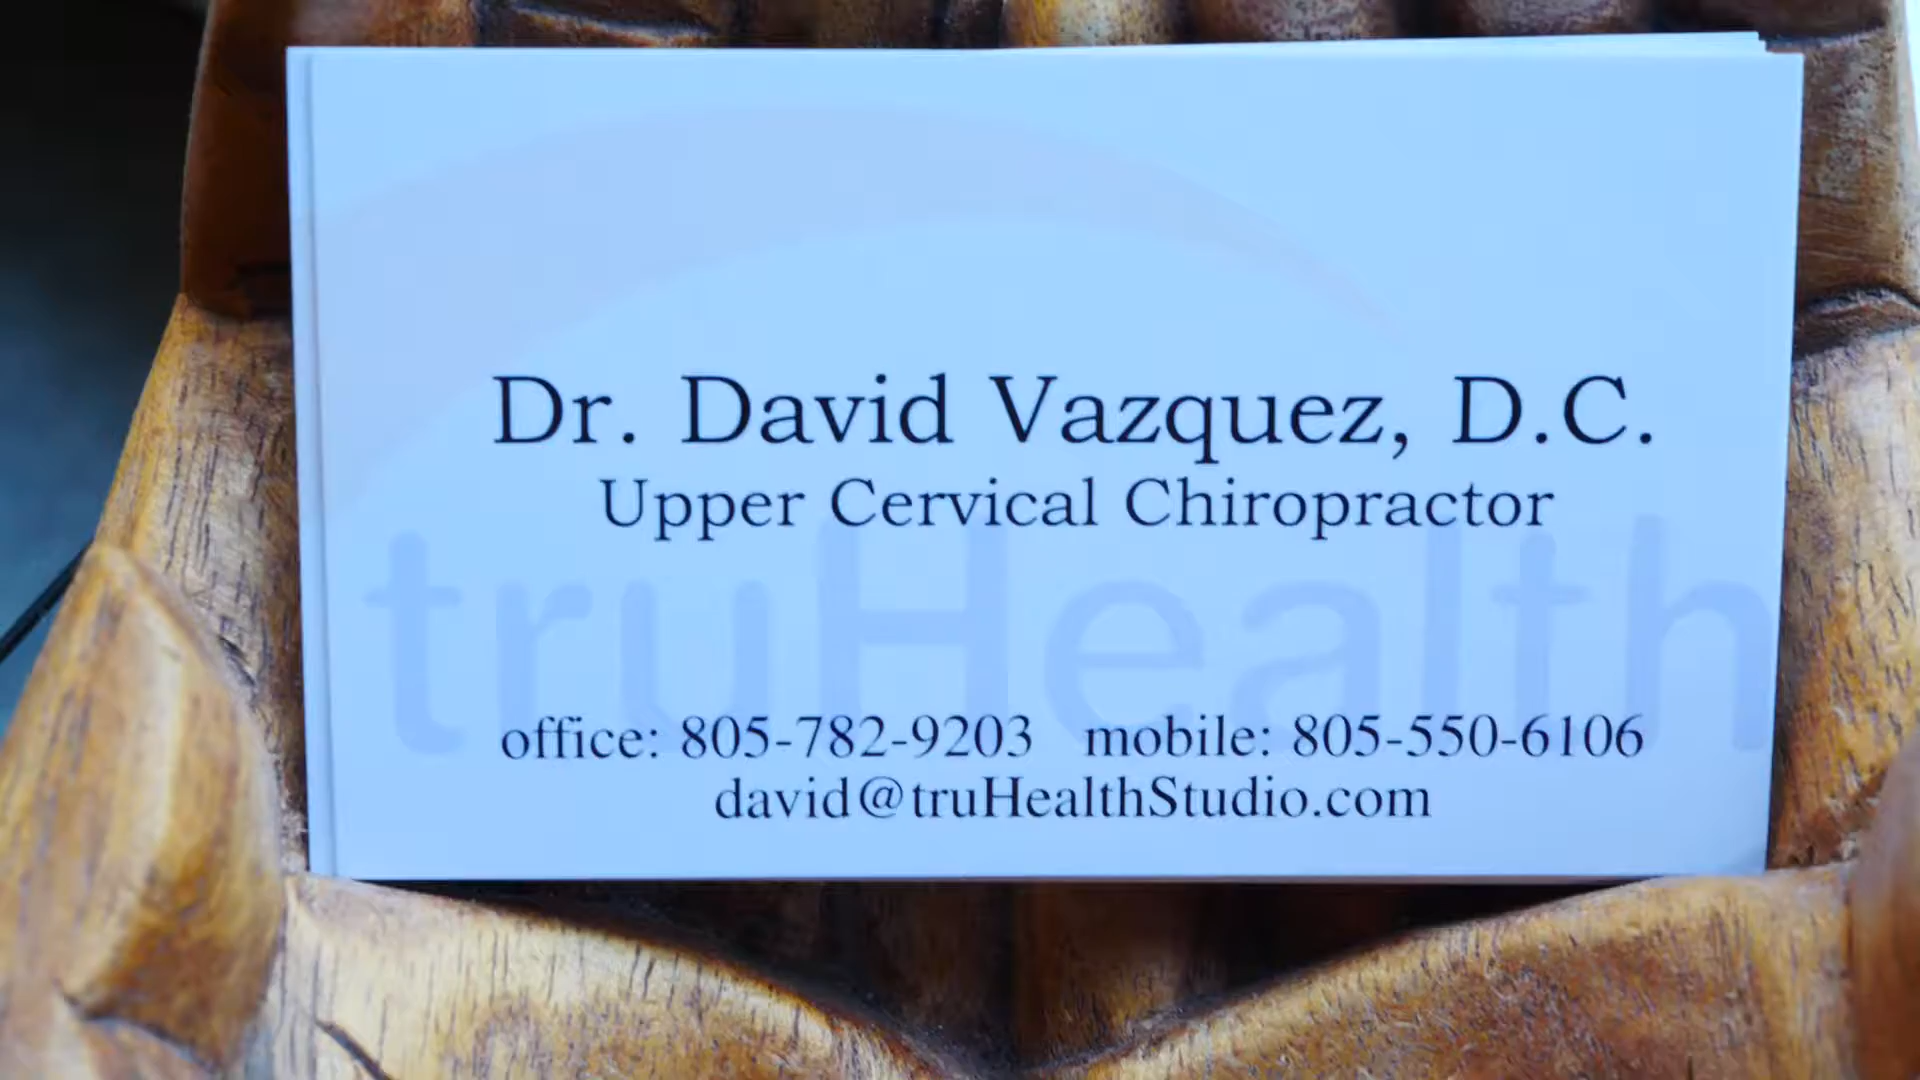 Dr. David Vazquez, D.C.
Upper Cervical Chiropractor
truHealth
office: 805-782-9203 mobile: 805-550-6106
david@truHealthStudio.com